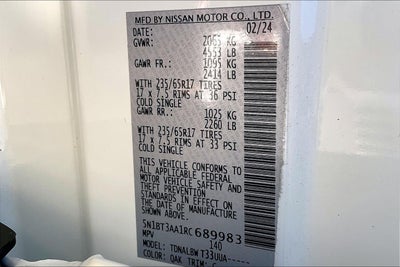 MFD BY NISSAN MOTOR CO., LTD.
DATE: 02/24
GVWR: 2065 KG
4553 LB
GAWR FR.: 1095 KG
2414 LB
WITH 235/65R17 TIRES
17 x 7.5 RIMS AT 36 PSI
COLD SINGLE
GAWR RR.: 1025 KG
2260 LB
WITH 235/65R17 TIRES
17 x 7.5 RIMS AT 33 PSI
COLD SINGLE
THIS VEHICLE CONFORMS TO
ALL APPLICABLE FEDERAL
MOTOR VEHICLE SAFETY AND
THEFT PREVENTION
STANDARDS IN EFFECT ON
THE DATE OF MANUFACTURE
SHOWN ABOVE.
5N1BT3AA1RC689983
MPV 140
MODEL: TDNALBWT33UUA-----
COLOR: QAK TRIM: G